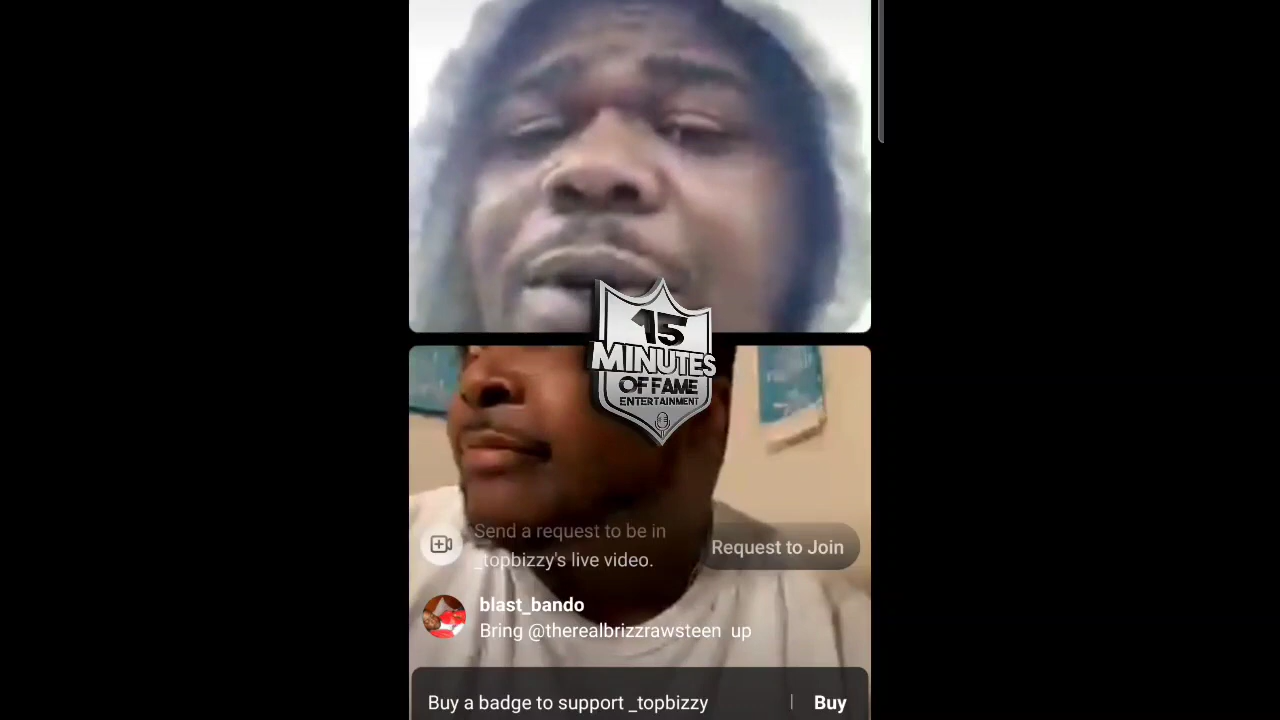 15
MINUTES
OF FAME
ENTERTAINMENT
Send a request to be in
_topbizzy's live video.
Request to Join
blast_bando
Bring @therealbrizzrawsteen up
Buy a badge to support _topbizzy
Buy